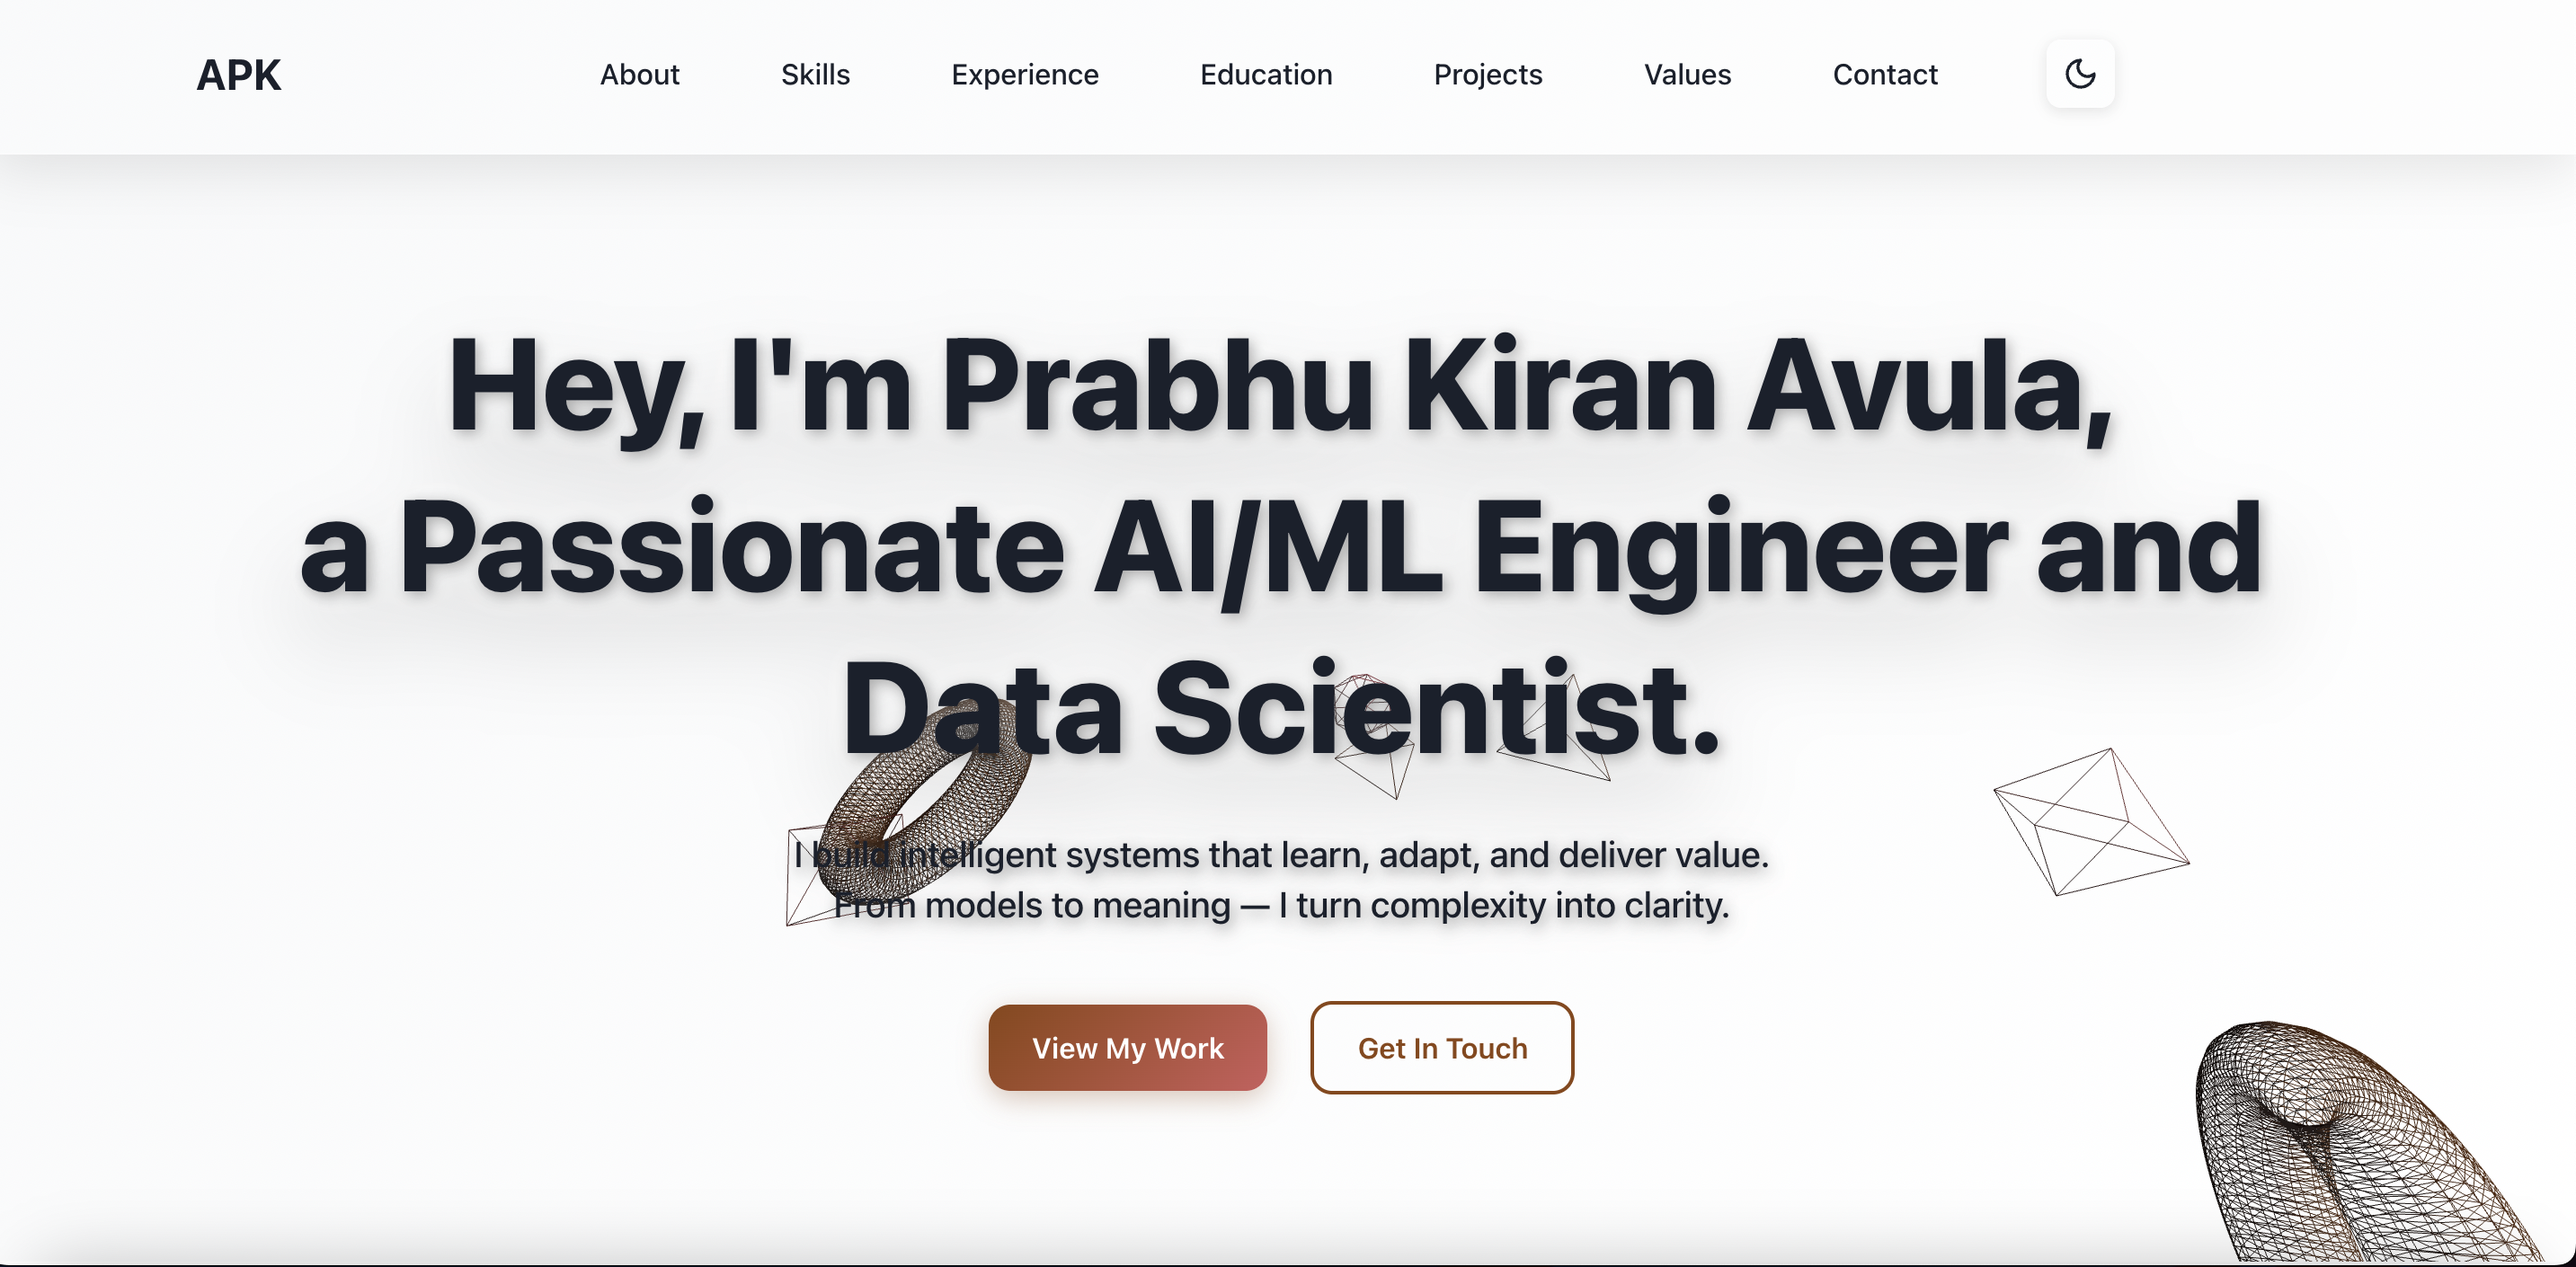 APK
About
Skills
Experience
Education
Projects
Values
Contact
Hey, I'm Prabhu Kiran Avula,
a Passionate AI/ML Engineer and
Data Scientist.
I build intelligent systems that learn, adapt, and deliver value.
From models to meaning — I turn complexity into clarity.
View My Work
Get In Touch